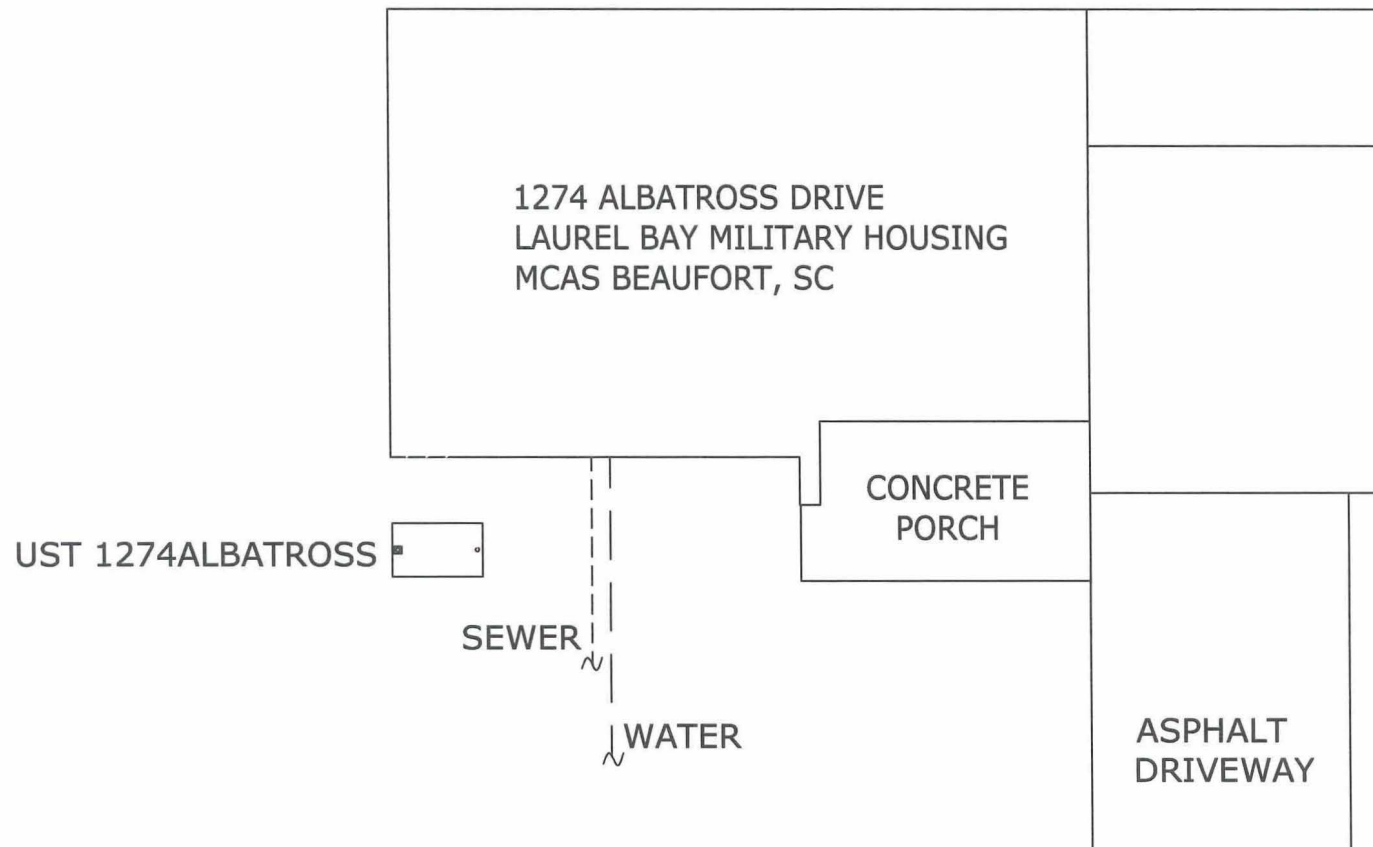 1274 ALBATROSS DRIVE
LAUREL BAY MILITARY HOUSING
MCAS BEAUFORT, SC
CONCRETE
PORCH
UST 1274ALBATROSS
SEWER
WATER
ASPHALT
DRIVEWAY